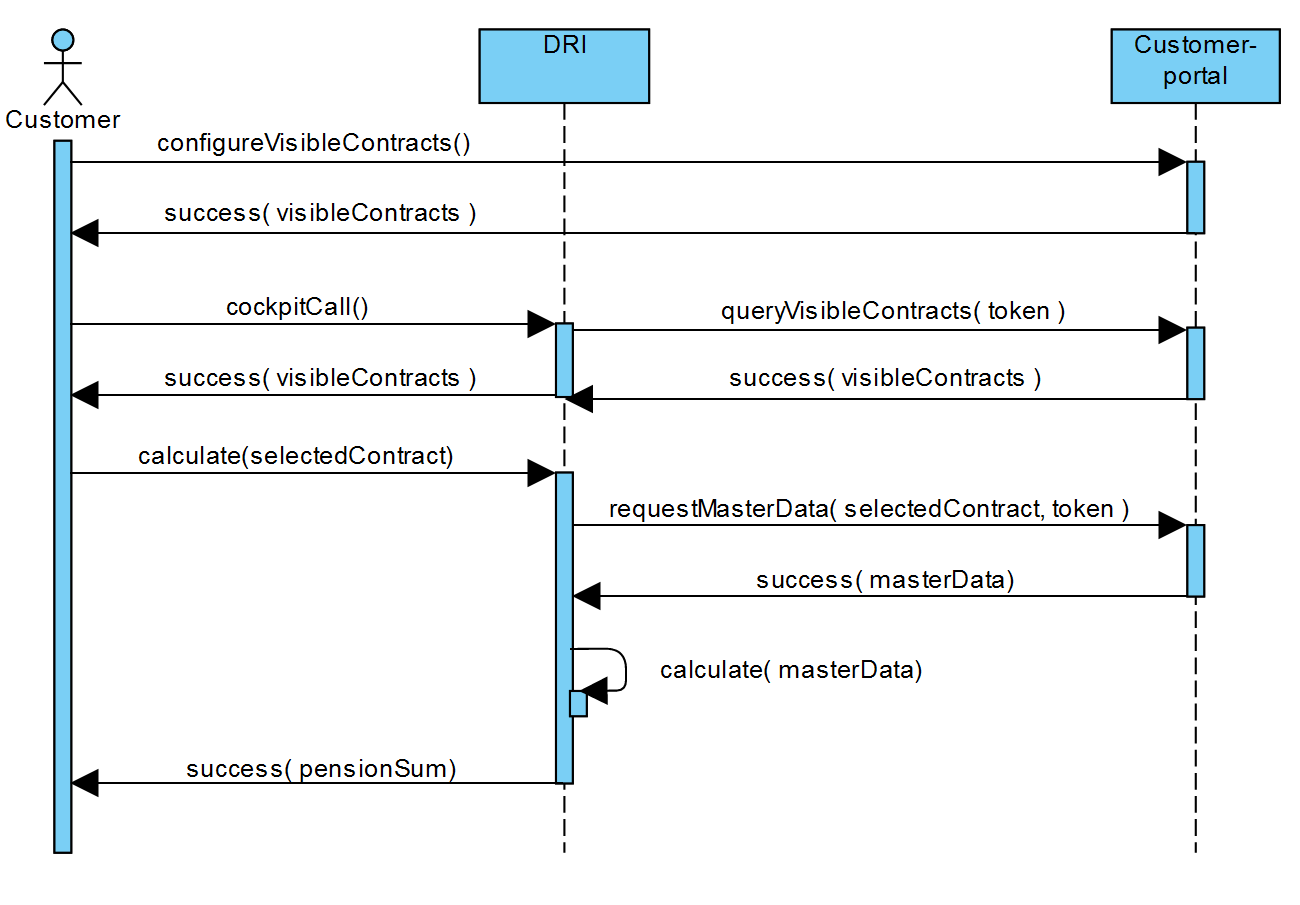 DRI
Customer-
portal
Customer
configureVisibleContracts()
success( visibleContracts )
cockpitCall()
queryVisibleContracts( token )
success( visibleContracts )
success( visibleContracts )
calculate(selectedContract)
requestMasterData( selectedContract, token )
success( masterData)
calculate( masterData)
success( pensionSum)